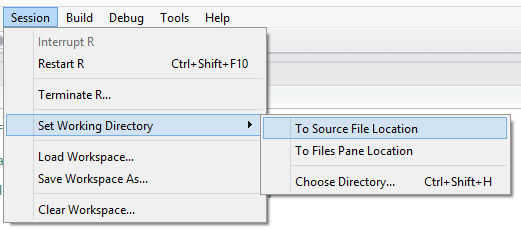 Session Build Debug Tools Help
Interrupt R
Restart R Ctrl+Shift+F10
Terminate R...
Set Working Directory
To Source File Location
To Files Pane Location
Choose Directory... Ctrl+Shift+H
Load Workspace...
Save Workspace As...
Clear Workspace...